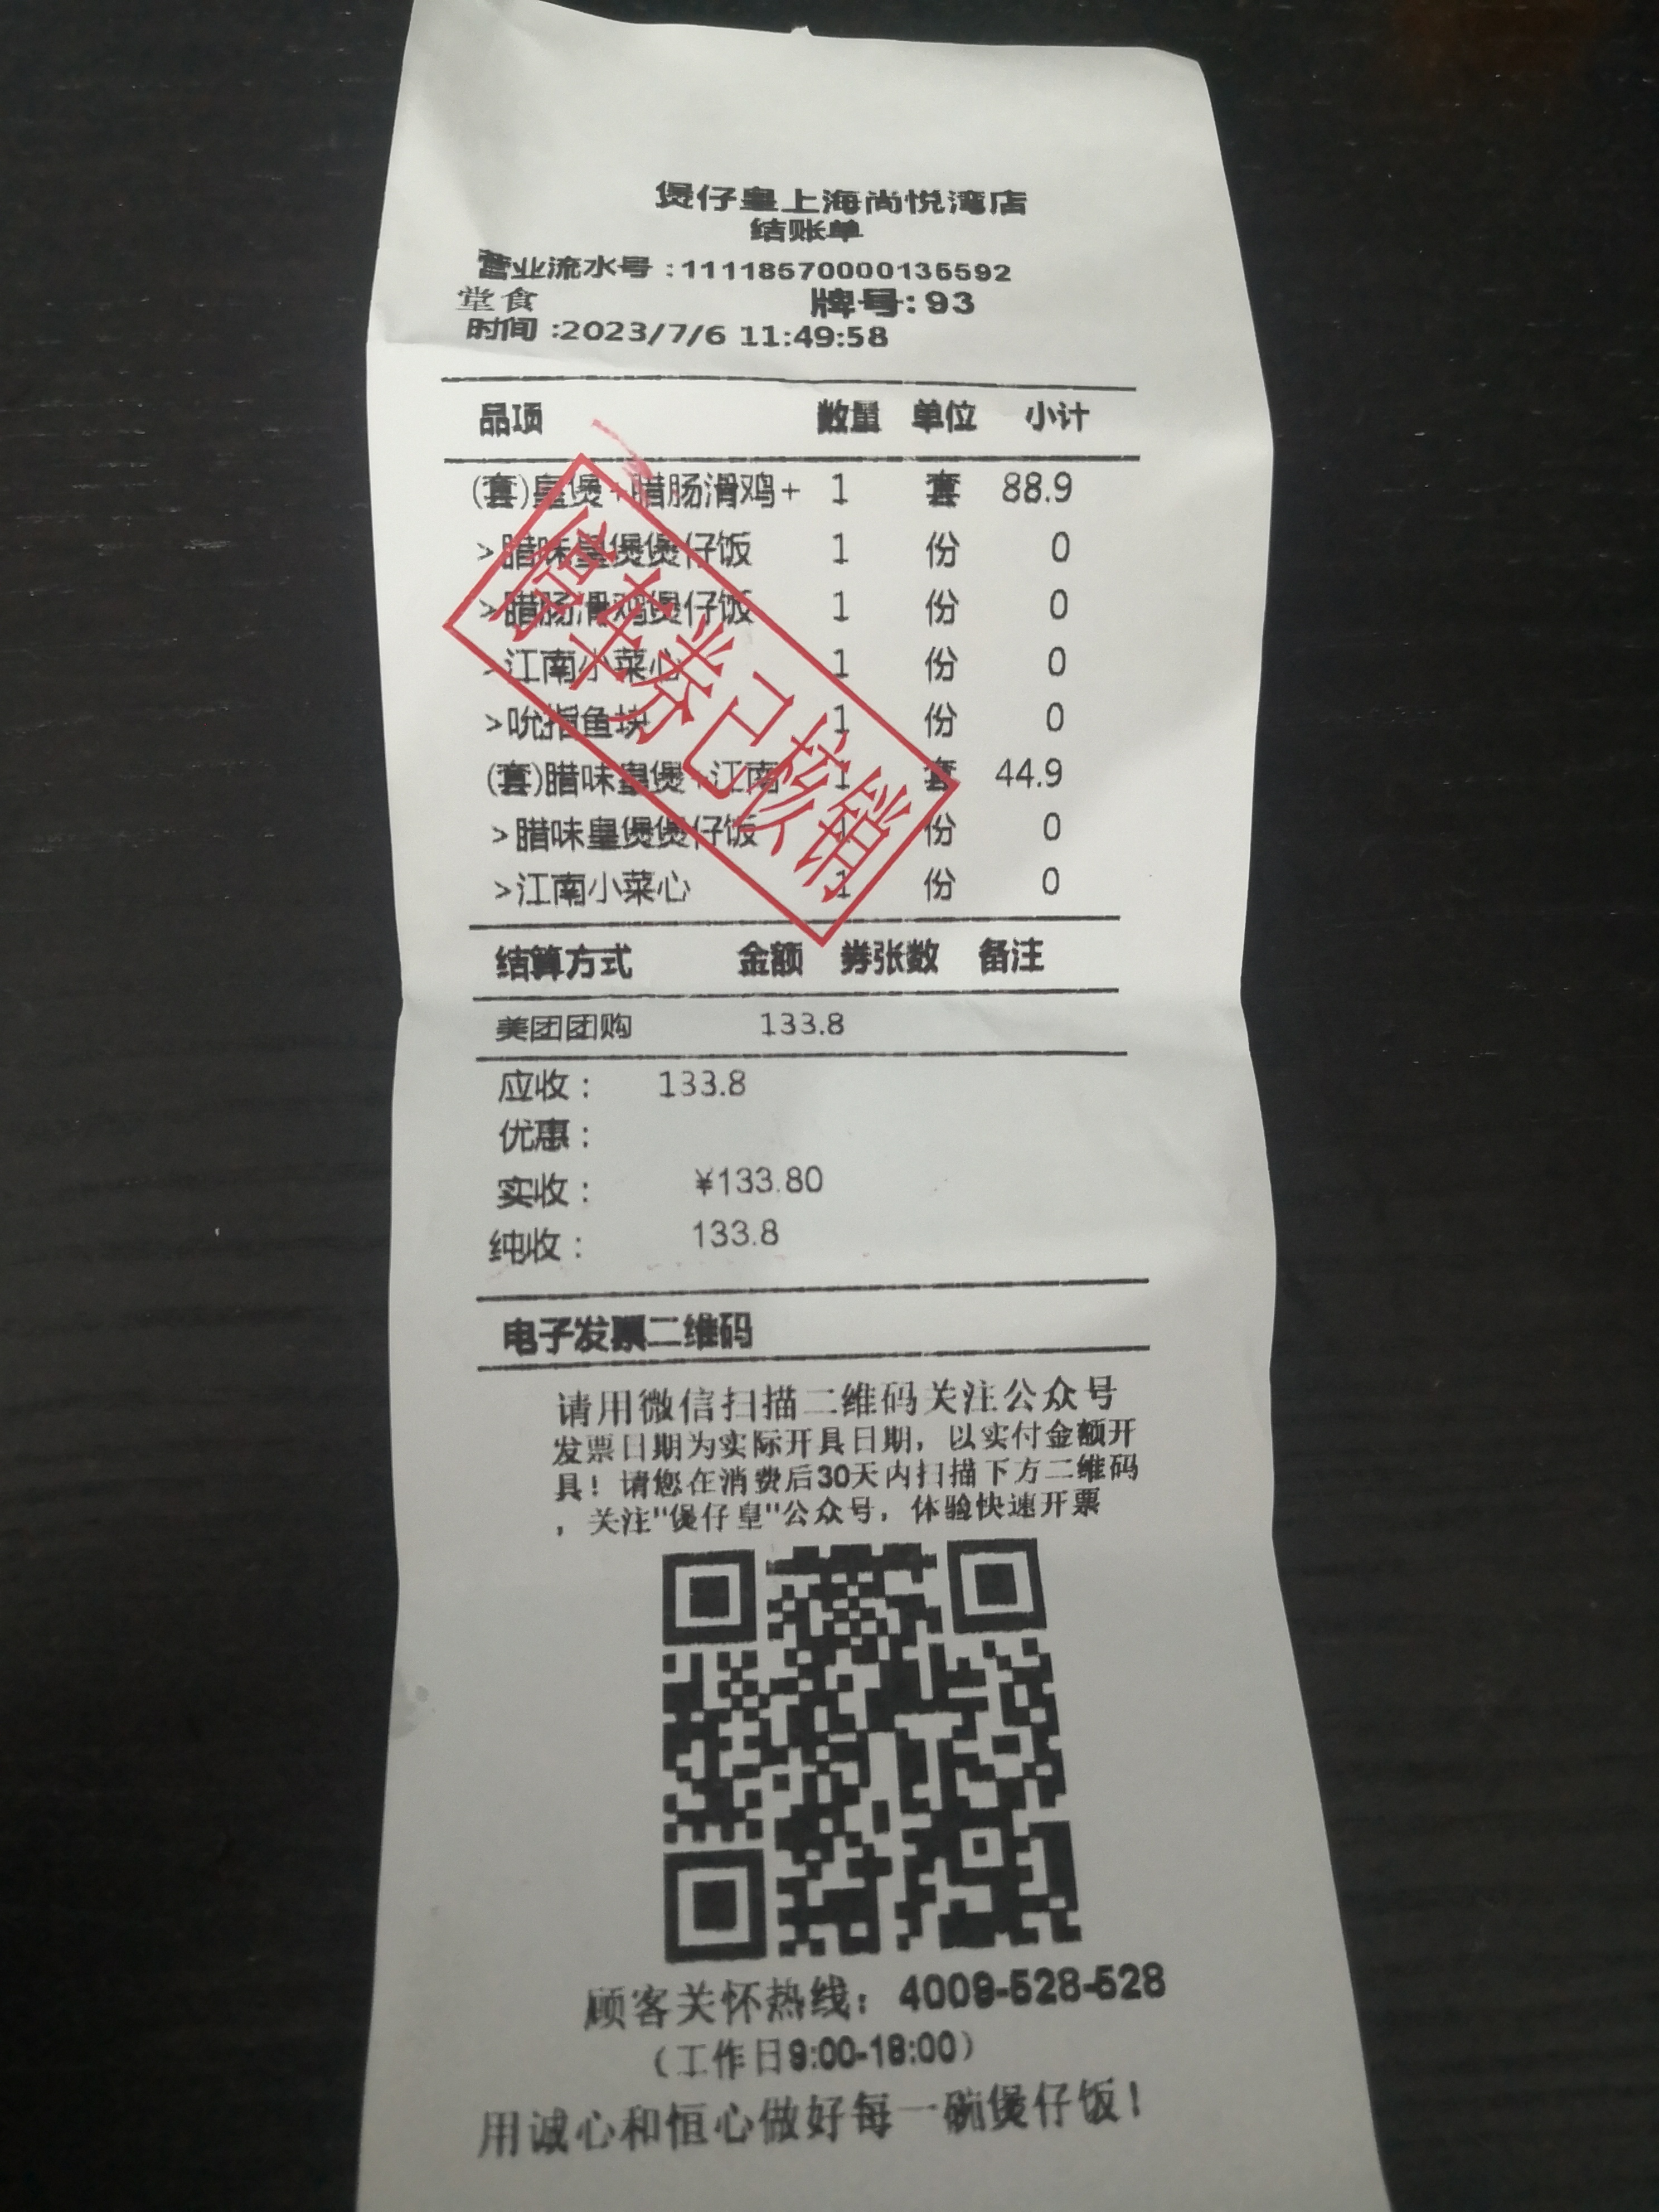 煲仔皇上海尚悦湾店
结账单
营业流水号:11118570000135592
堂食 牌号:93
时间:2023/7/6 11:49:58
品项 数量 单位 小计
(套)皇煲+腊肠滑鸡+ 1 套 88.9
>腊味皇煲煲仔饭 1 份 0
>腊肠滑鸡煲仔饭 1 份 0
>江南小菜心 1 份 0
>吮指鱼块 1 份 0
(套)腊味皇煲+江南 1 套 44.9
>腊味皇煲煲仔饭 1 份 0
>江南小菜心 1 份 0
停车券已核销
结算方式 金额 券张数 备注
美团团购 133.8
应收: 133.8
优惠:
实收: ¥133.80
纯收: 133.8
电子发票二维码
请用微信扫描二维码关注公众号
发票日期为实际开具日期，以实付金额开
具！请您在消费后30天内扫描下方二维码
，关注"煲仔皇"公众号，体验快速开票
顾客关怀热线：4009-528-528
（工作日9:00-18:00）
用诚心和恒心做好每一碗煲仔饭！